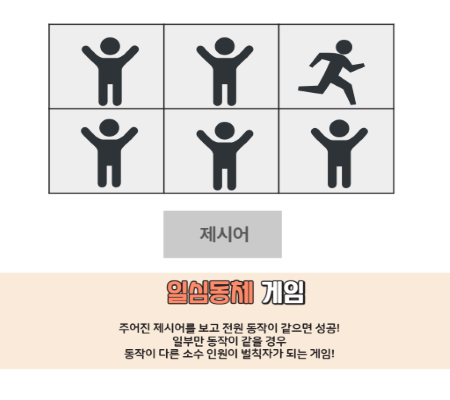 제시어
일심동체 게임
주어진 제시어를 보고 전원 동작이 같으면 성공!
일부만 동작이 같을 경우
동작이 다른 소수 인원이 벌칙자가 되는 게임!